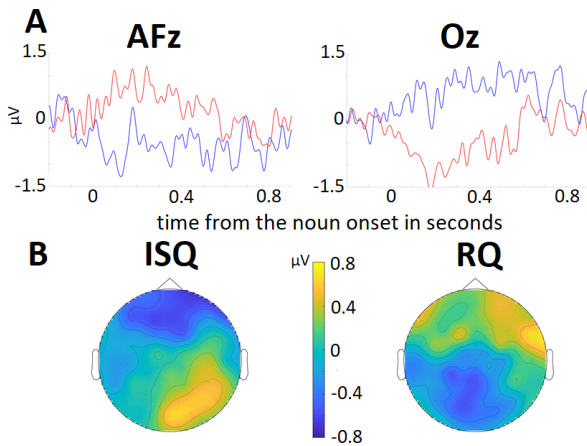 A
AFz
Oz
1.5
0
-1.5
μV
0 0.4 0.8
1.5
0
-1.5
0 0.4 0.8
time from the noun onset in seconds
B
ISQ
μV
RQ
0.8
0.4
0
-0.4
-0.8